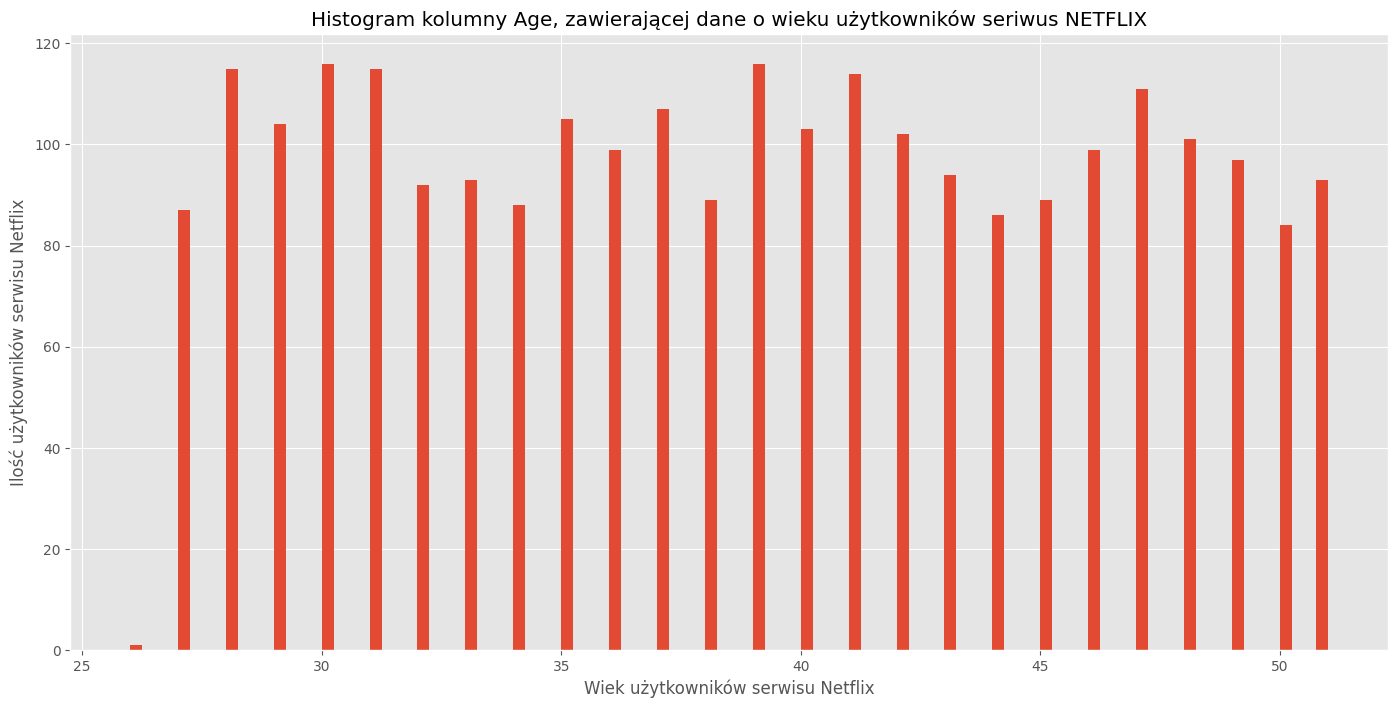 Histogram kolumny Age, zawierającej dane o wieku użytkowników seriwus NETFLIX
120
100
80
60
40
20
0
Ilość użytkowników serwisu Netflix
25 30 35 40 45 50
Wiek użytkowników serwisu Netflix